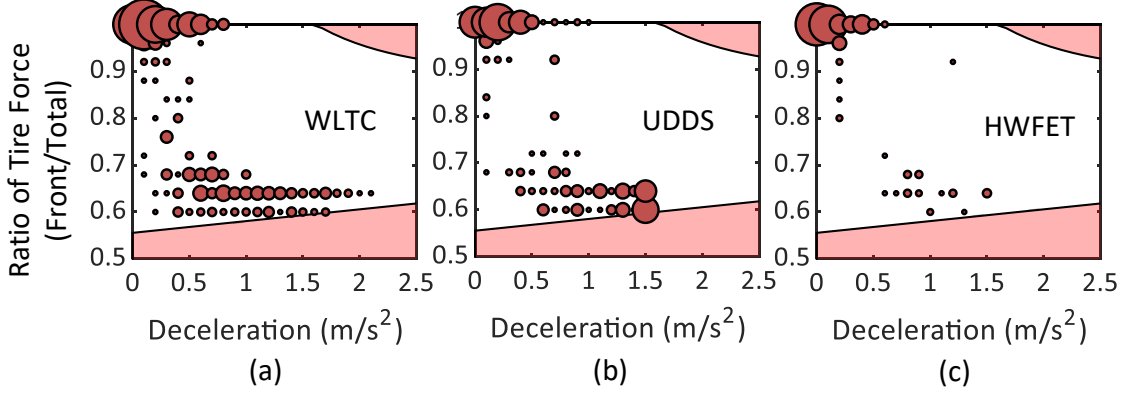 Ratio of Tire Force
(Front/Total)
0.9
0.8
0.7
0.6
0.5
0 0.5 1 1.5 2 2.5
WLTC
Deceleration (m/s²)
(a)
0.9
0.8
0.7
0.6
0.5
0 0.5 1 1.5 2 2.5
UDDS
Deceleration (m/s²)
(b)
0.9
0.8
0.7
0.6
0.5
0 1 2
HWFET
0.5 1.5 2.5
Deceleration (m/s²)
(c)